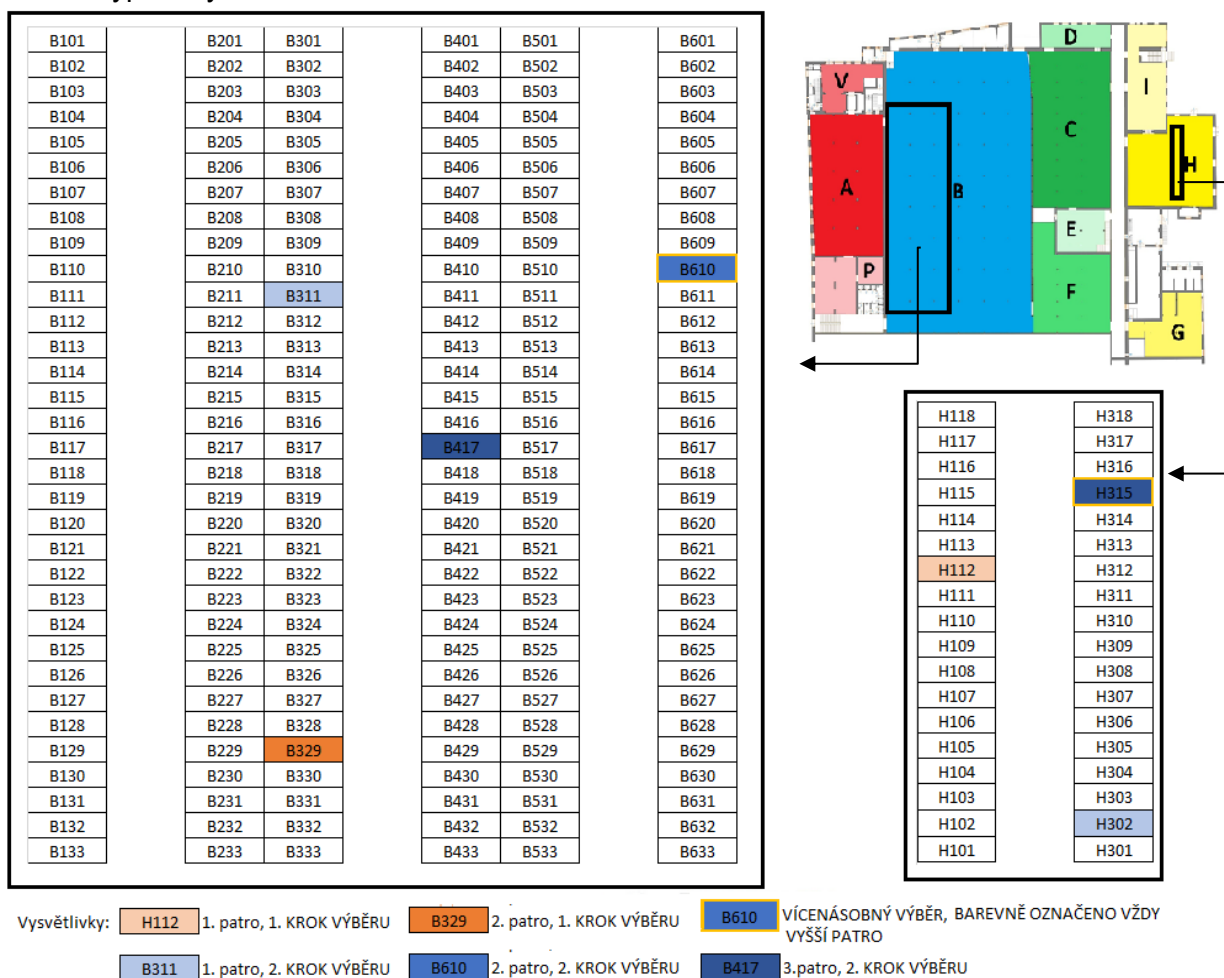 B101 B201 B301 B401 B501 B601
B102 B202 B302 B402 B502 B602
B103 B203 B303 B403 B503 B603
B104 B204 B304 B404 B504 B604
B105 B205 B305 B405 B505 B605
B106 B206 B306 B406 B506 B606
B107 B207 B307 B407 B507 B607
B108 B208 B308 B408 B508 B608
B109 B209 B309 B409 B509 B609
B110 B210 B310 B410 B510 B610
B111 B211 B311 B411 B511 B611
B112 B212 B312 B412 B512 B612
B113 B213 B313 B413 B513 B613
B114 B214 B314 B414 B514 B614
B115 B215 B315 B415 B515 B615
B116 B216 B316 B416 B516 B616
B117 B217 B317 B417 B517 B617
B118 B218 B318 B418 B518 B618
B119 B219 B319 B419 B519 B619
B120 B220 B320 B420 B520 B620
B121 B221 B321 B421 B521 B621
B122 B222 B322 B422 B522 B622
B123 B223 B323 B423 B523 B623
B124 B224 B324 B424 B524 B624
B125 B225 B325 B425 B525 B625
B126 B226 B326 B426 B526 B626
B127 B227 B327 B427 B527 B627
B128 B228 B328 B428 B528 B628
B129 B229 B329 B429 B529 B629
B130 B230 B330 B430 B530 B630
B131 B231 B331 B431 B531 B631
B132 B232 B332 B432 B532 B632
B133 B233 B333 B433 B533 B633
D
V I
C
A B H
E
P
F
G
H118 H318
H117 H317
H116 H316
H115 H315
H114 H314
H113 H313
H112 H312
H111 H311
H110 H310
H109 H309
H108 H308
H107 H307
H106 H306
H105 H305
H104 H304
H103 H303
H102 H302
H101 H301
Vysvětlivky: H112 1. patro, 1. KROK VÝBĚRU B329 2. patro, 1. KROK VÝBĚRU B610 VÍCENÁSOBNÝ VÝBĚR, BAREVNĚ OZNAČENO VŽDY
VYŠŠÍ PATRO
B311 1. patro, 2. KROK VÝBĚRU B610 2. patro, 2. KROK VÝBĚRU B417 3.patro, 2. KROK VÝBĚRU